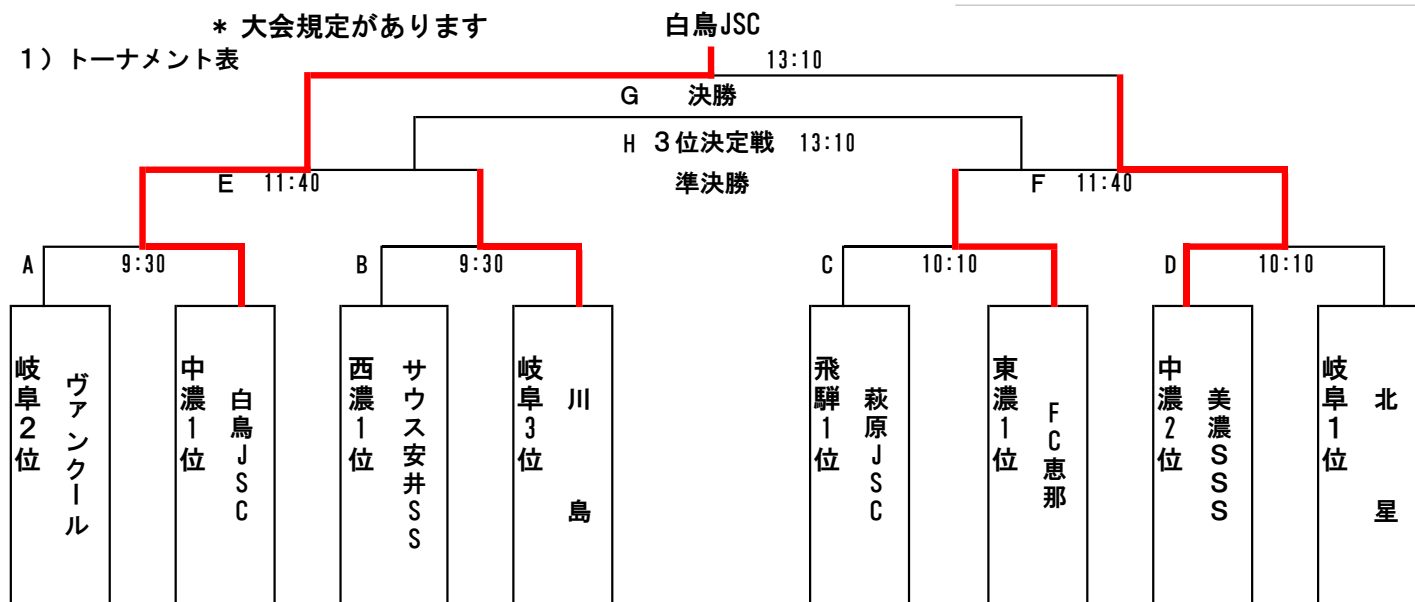 * 大会規定があります
白鳥JSC
1）トーナメント表
13:10
G 決勝
H 3位決定戦 13:10
E 11:40
準決勝
F 11:40
A 9:30
B 9:30
C 10:10
D 10:10
岐阜2位
ヴァンクール
中濃1位
白鳥JSC
西濃1位
サウス安井SS
岐阜3位
川島
飛騨1位
萩原JSC
東濃1位
FC恵那
中濃2位
美濃SSS
岐阜1位
北星